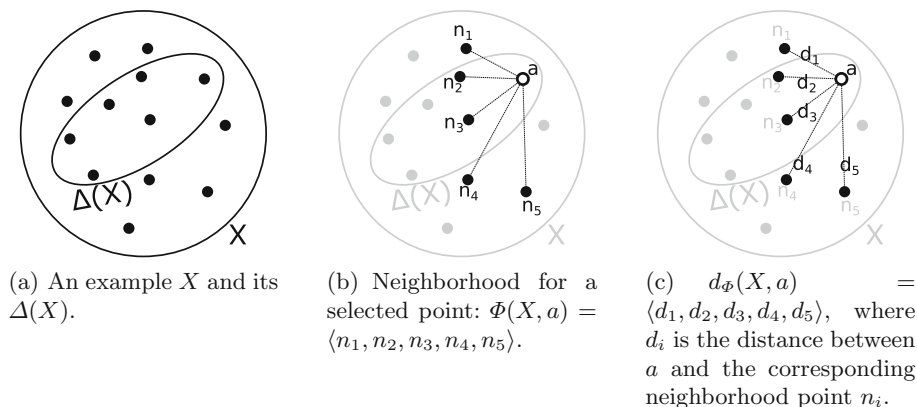 Δ(X)
X
(a) An example X and its
Δ(X).
n₁
a
n₂
n₃
n₄
n₅
Δ(X)
X
(b) Neighborhood for a
selected point: Φ(X, a) =
⟨n₁, n₂, n₃, n₄, n₅⟩.
n₁
d₁
a
n₂
d₂
d₃
n₃
d₄
d₅
n₄
n₅
Δ(X)
X
(c) d_Φ(X, a) =
⟨d₁, d₂, d₃, d₄, d₅⟩, where
dᵢ is the distance between
a and the corresponding
neighborhood point nᵢ.